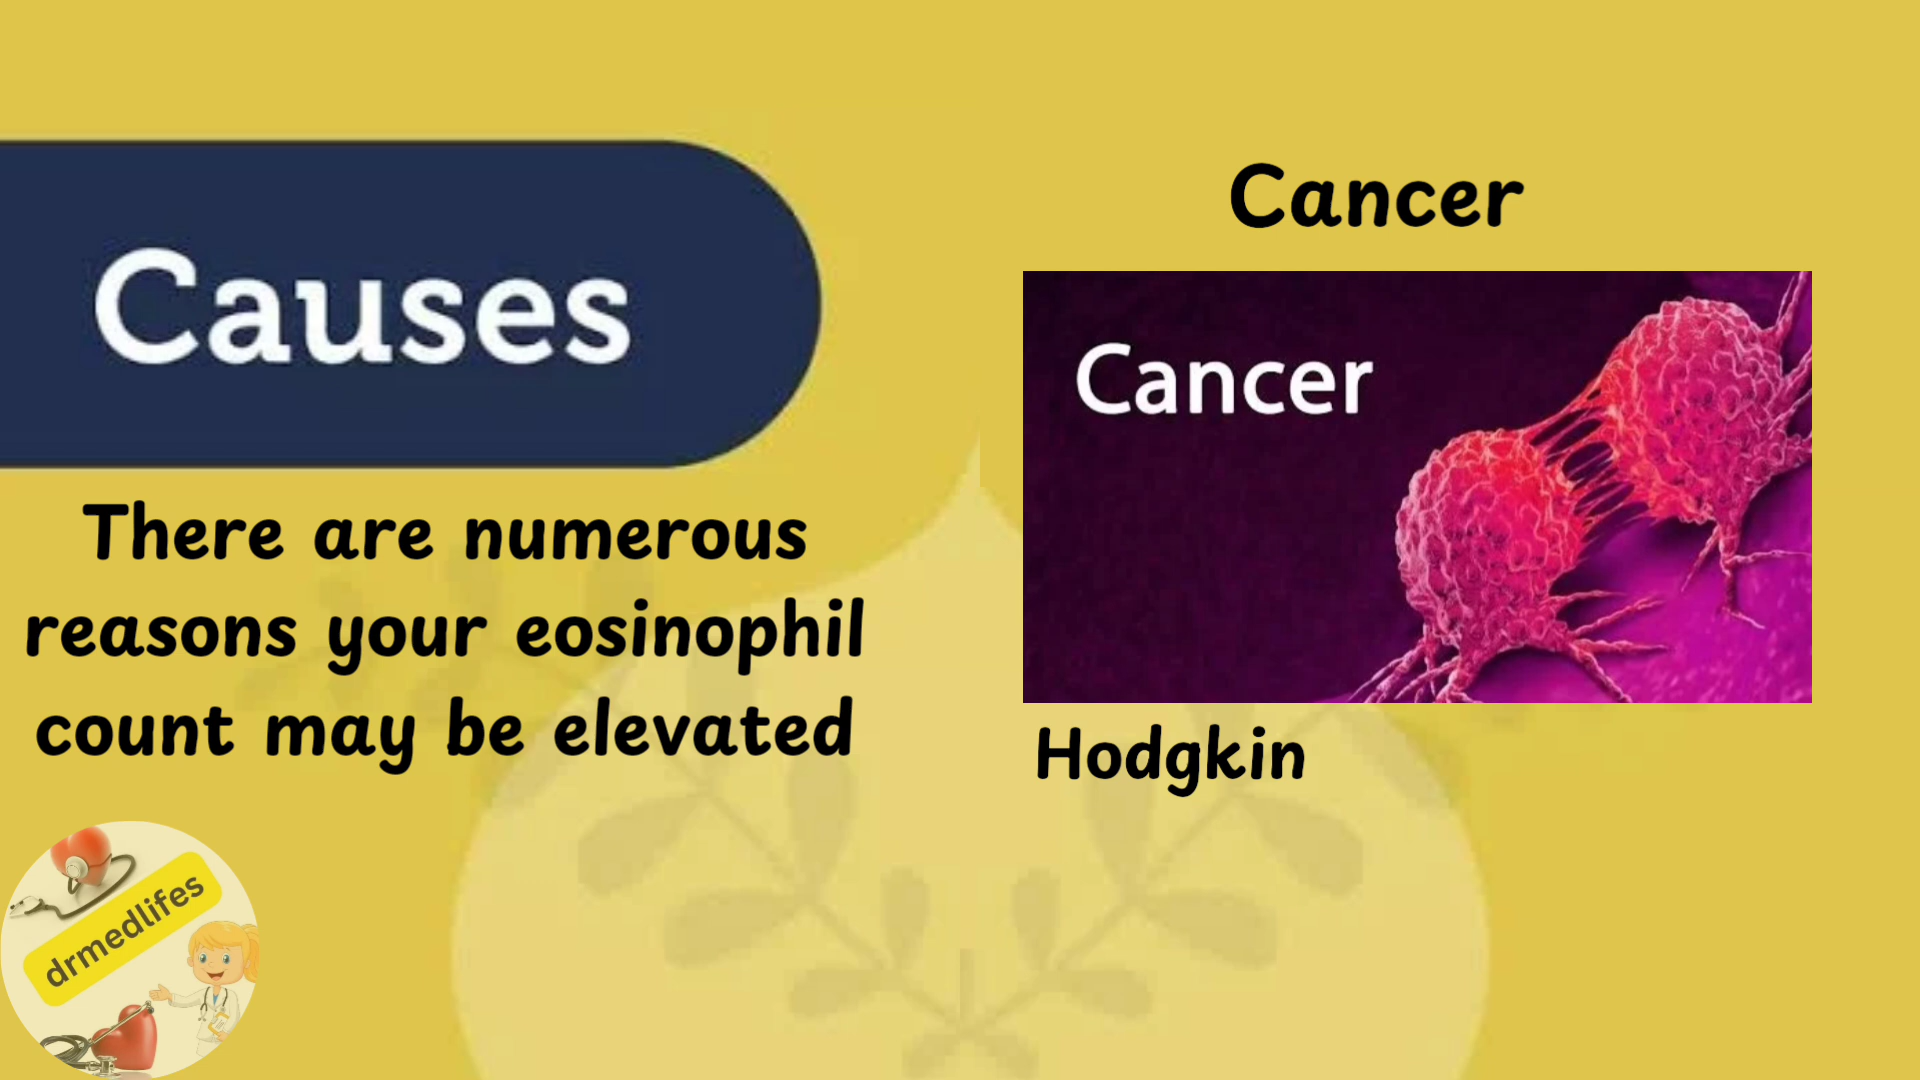 Causes
There are numerous
reasons your eosinophil
count may be elevated
Cancer
Cancer
Hodgkin
drmedlifes